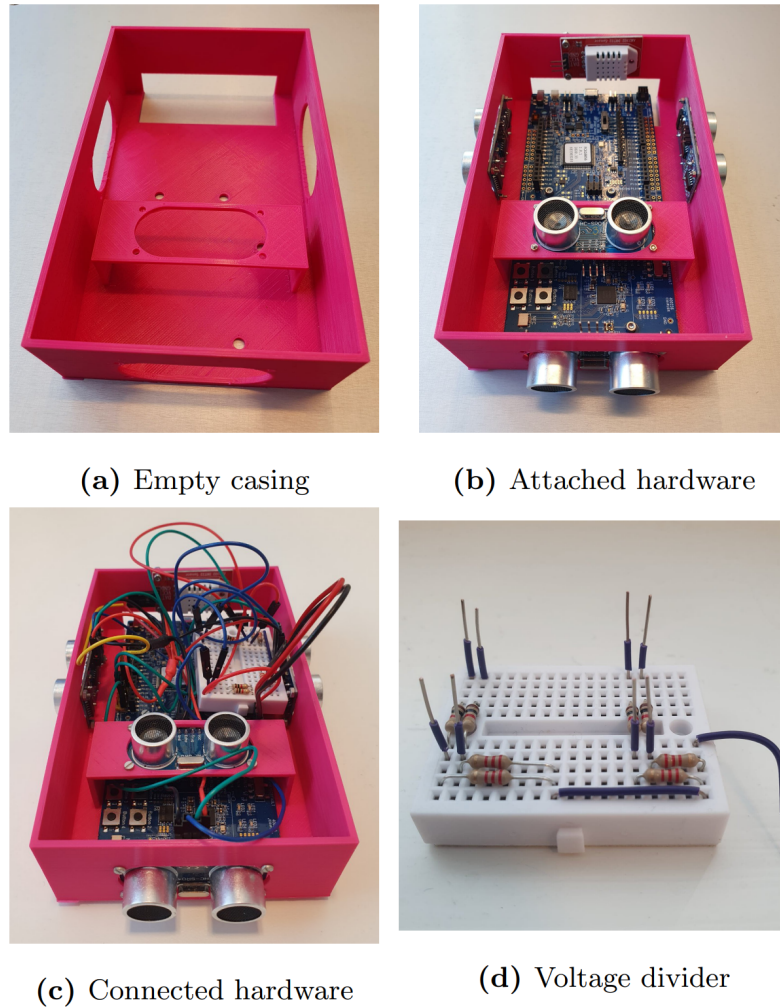 (a) Empty casing
(b) Attached hardware
(c) Connected hardware
(d) Voltage divider